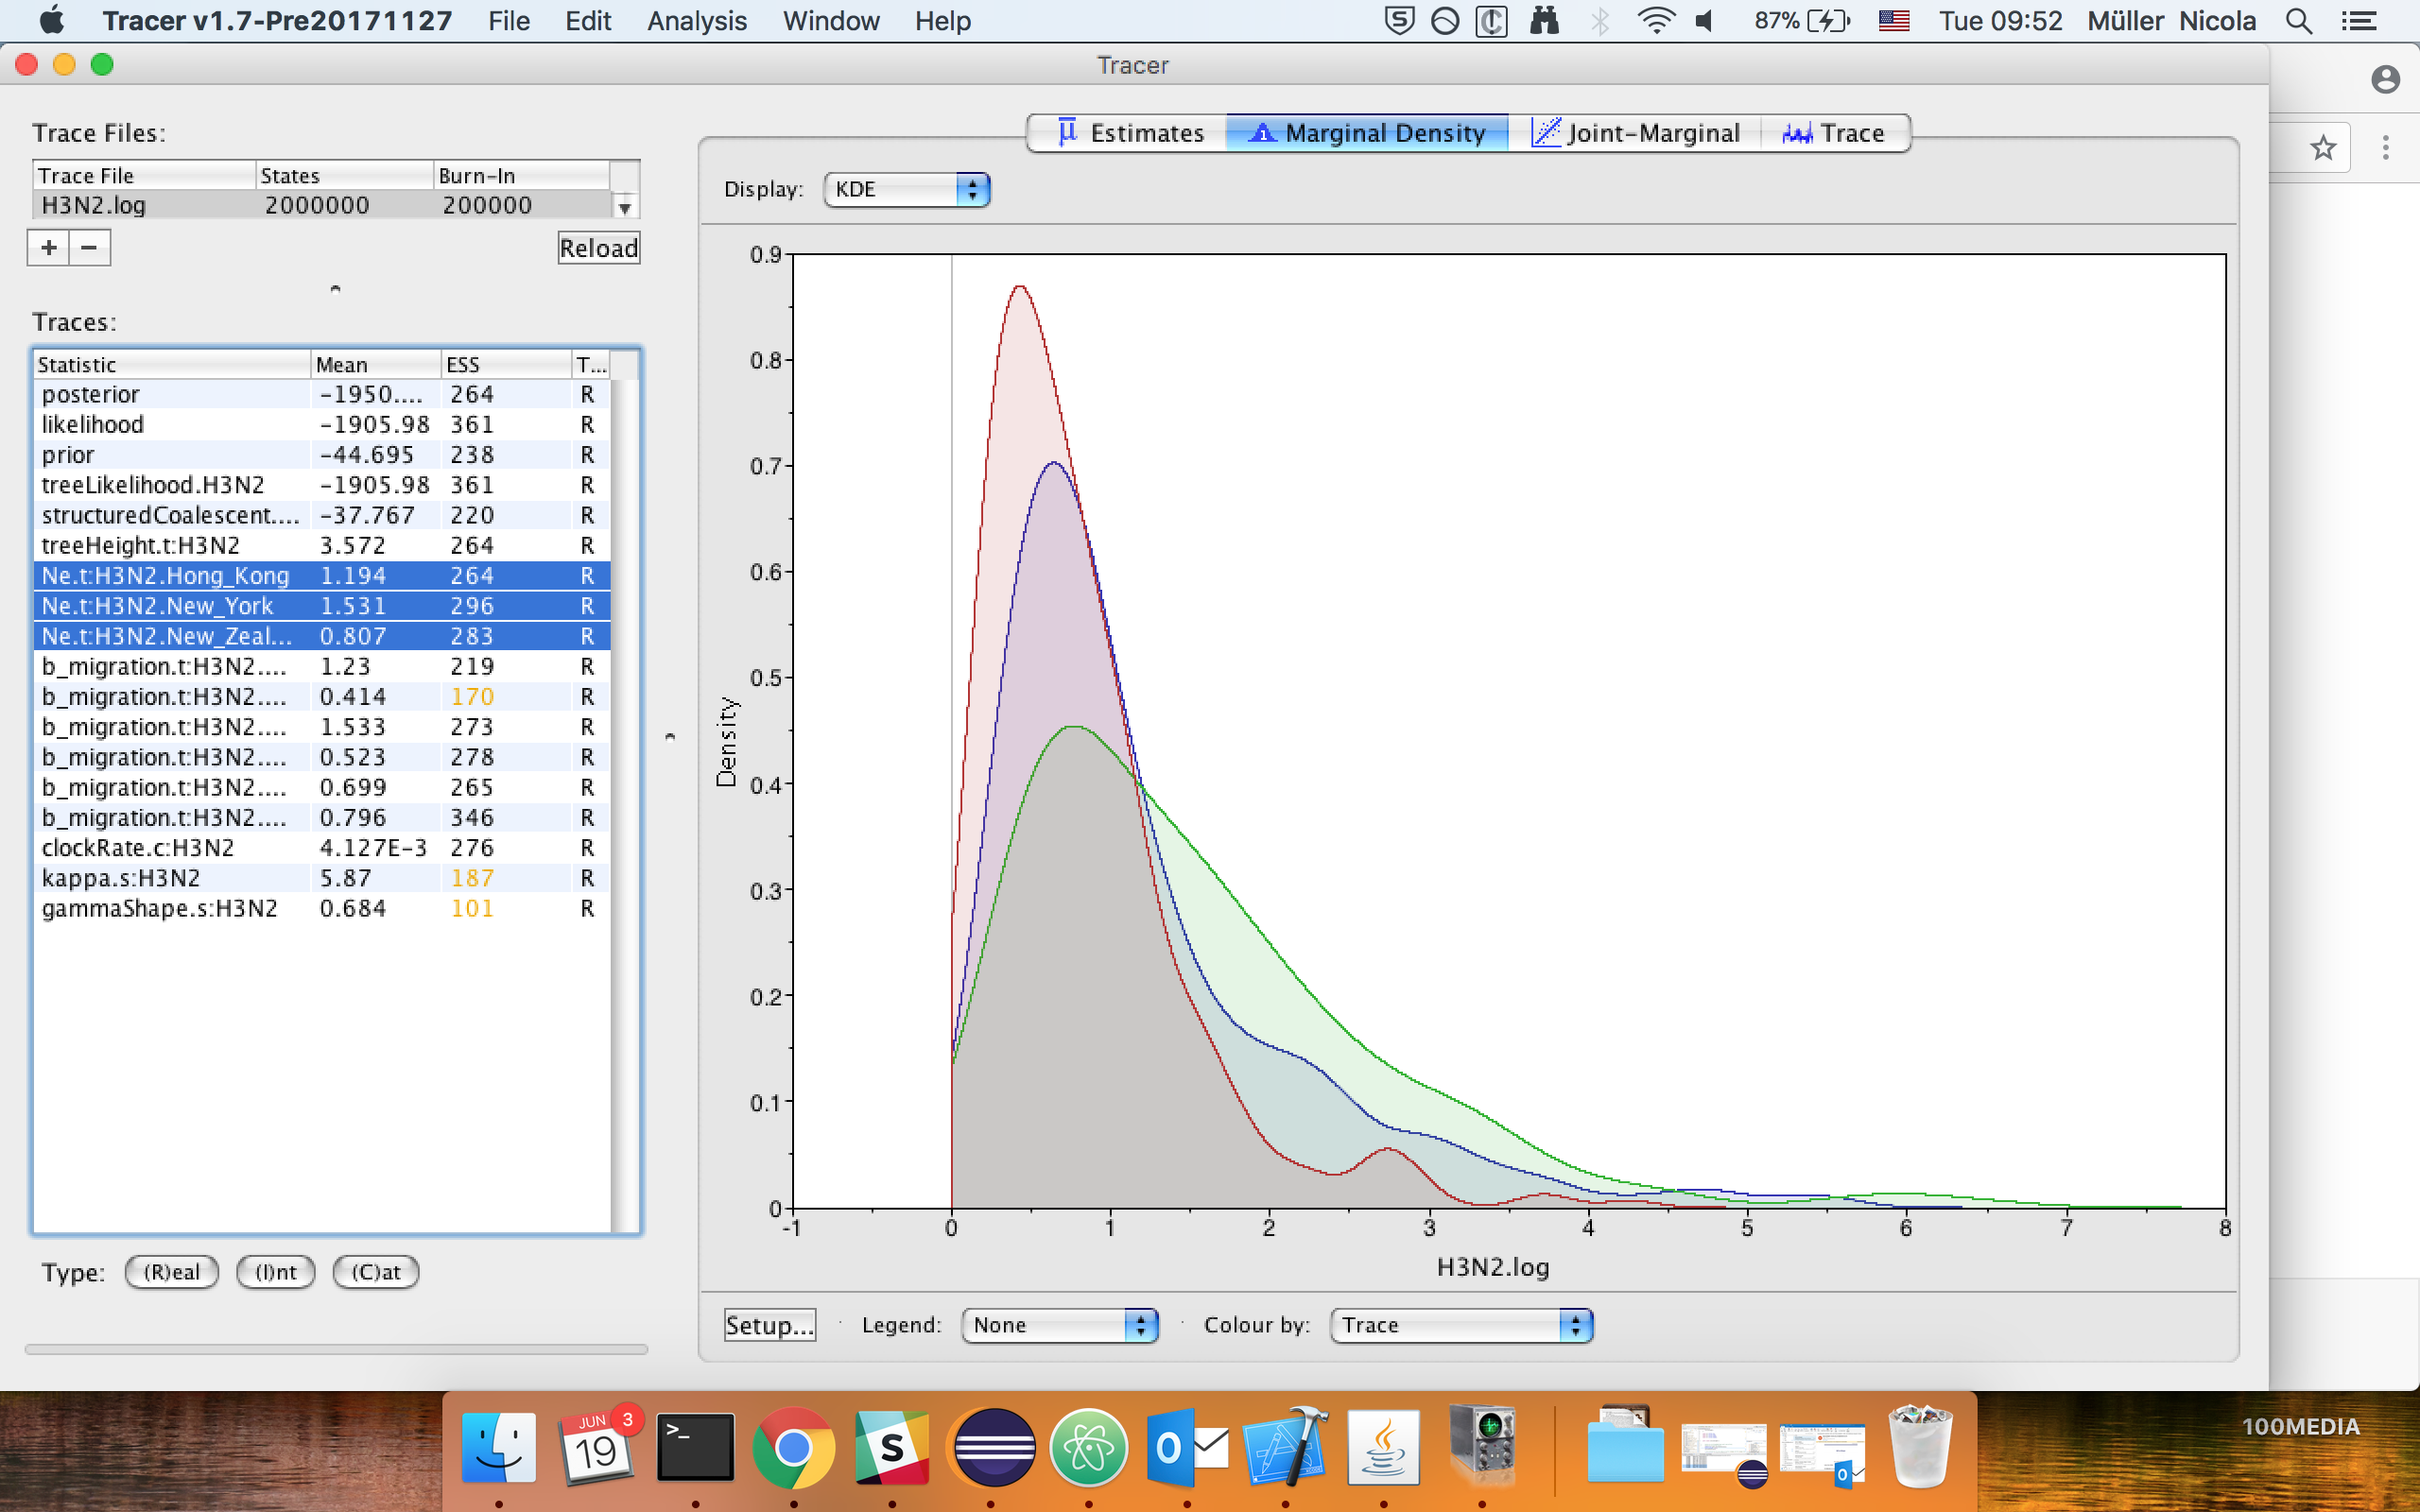 Tracer v1.7-Pre20171127 File Edit Analysis Window Help 87% Tue 09:52 Müller Nicola
Tracer
Trace Files:
Trace File States Burn-In
H3N2.log 2000000 200000
+ − Reload
Traces:
Statistic Mean ESS T...
posterior -1950.... 264 R
likelihood -1905.98 361 R
prior -44.695 238 R
treeLikelihood.H3N2 -1905.98 361 R
structuredCoalescent.... -37.767 220 R
treeHeight.t:H3N2 3.572 264 R
Ne.t:H3N2.Hong_Kong 1.194 264 R
Ne.t:H3N2.New_York 1.531 296 R
Ne.t:H3N2.New_Zeal... 0.807 283 R
b_migration.t:H3N2.... 1.23 219 R
b_migration.t:H3N2.... 0.414 170 R
b_migration.t:H3N2.... 1.533 273 R
b_migration.t:H3N2.... 0.523 278 R
b_migration.t:H3N2.... 0.699 265 R
b_migration.t:H3N2.... 0.796 346 R
clockRate.c:H3N2 4.127E-3 276 R
kappa.s:H3N2 5.87 187 R
gammaShape.s:H3N2 0.684 101 R
Type: (R)eal (I)nt (C)at
Estimates Marginal Density Joint-Marginal Trace
Display: KDE
0.9
0.8
0.7
0.6
0.5
0.4
0.3
0.2
0.1
0
Density
-1 0 1 2 3 4 5 6 7 8
H3N2.log
Setup... Legend: None Colour by: Trace
JUN 3
19
>_
S
O
100MEDIA